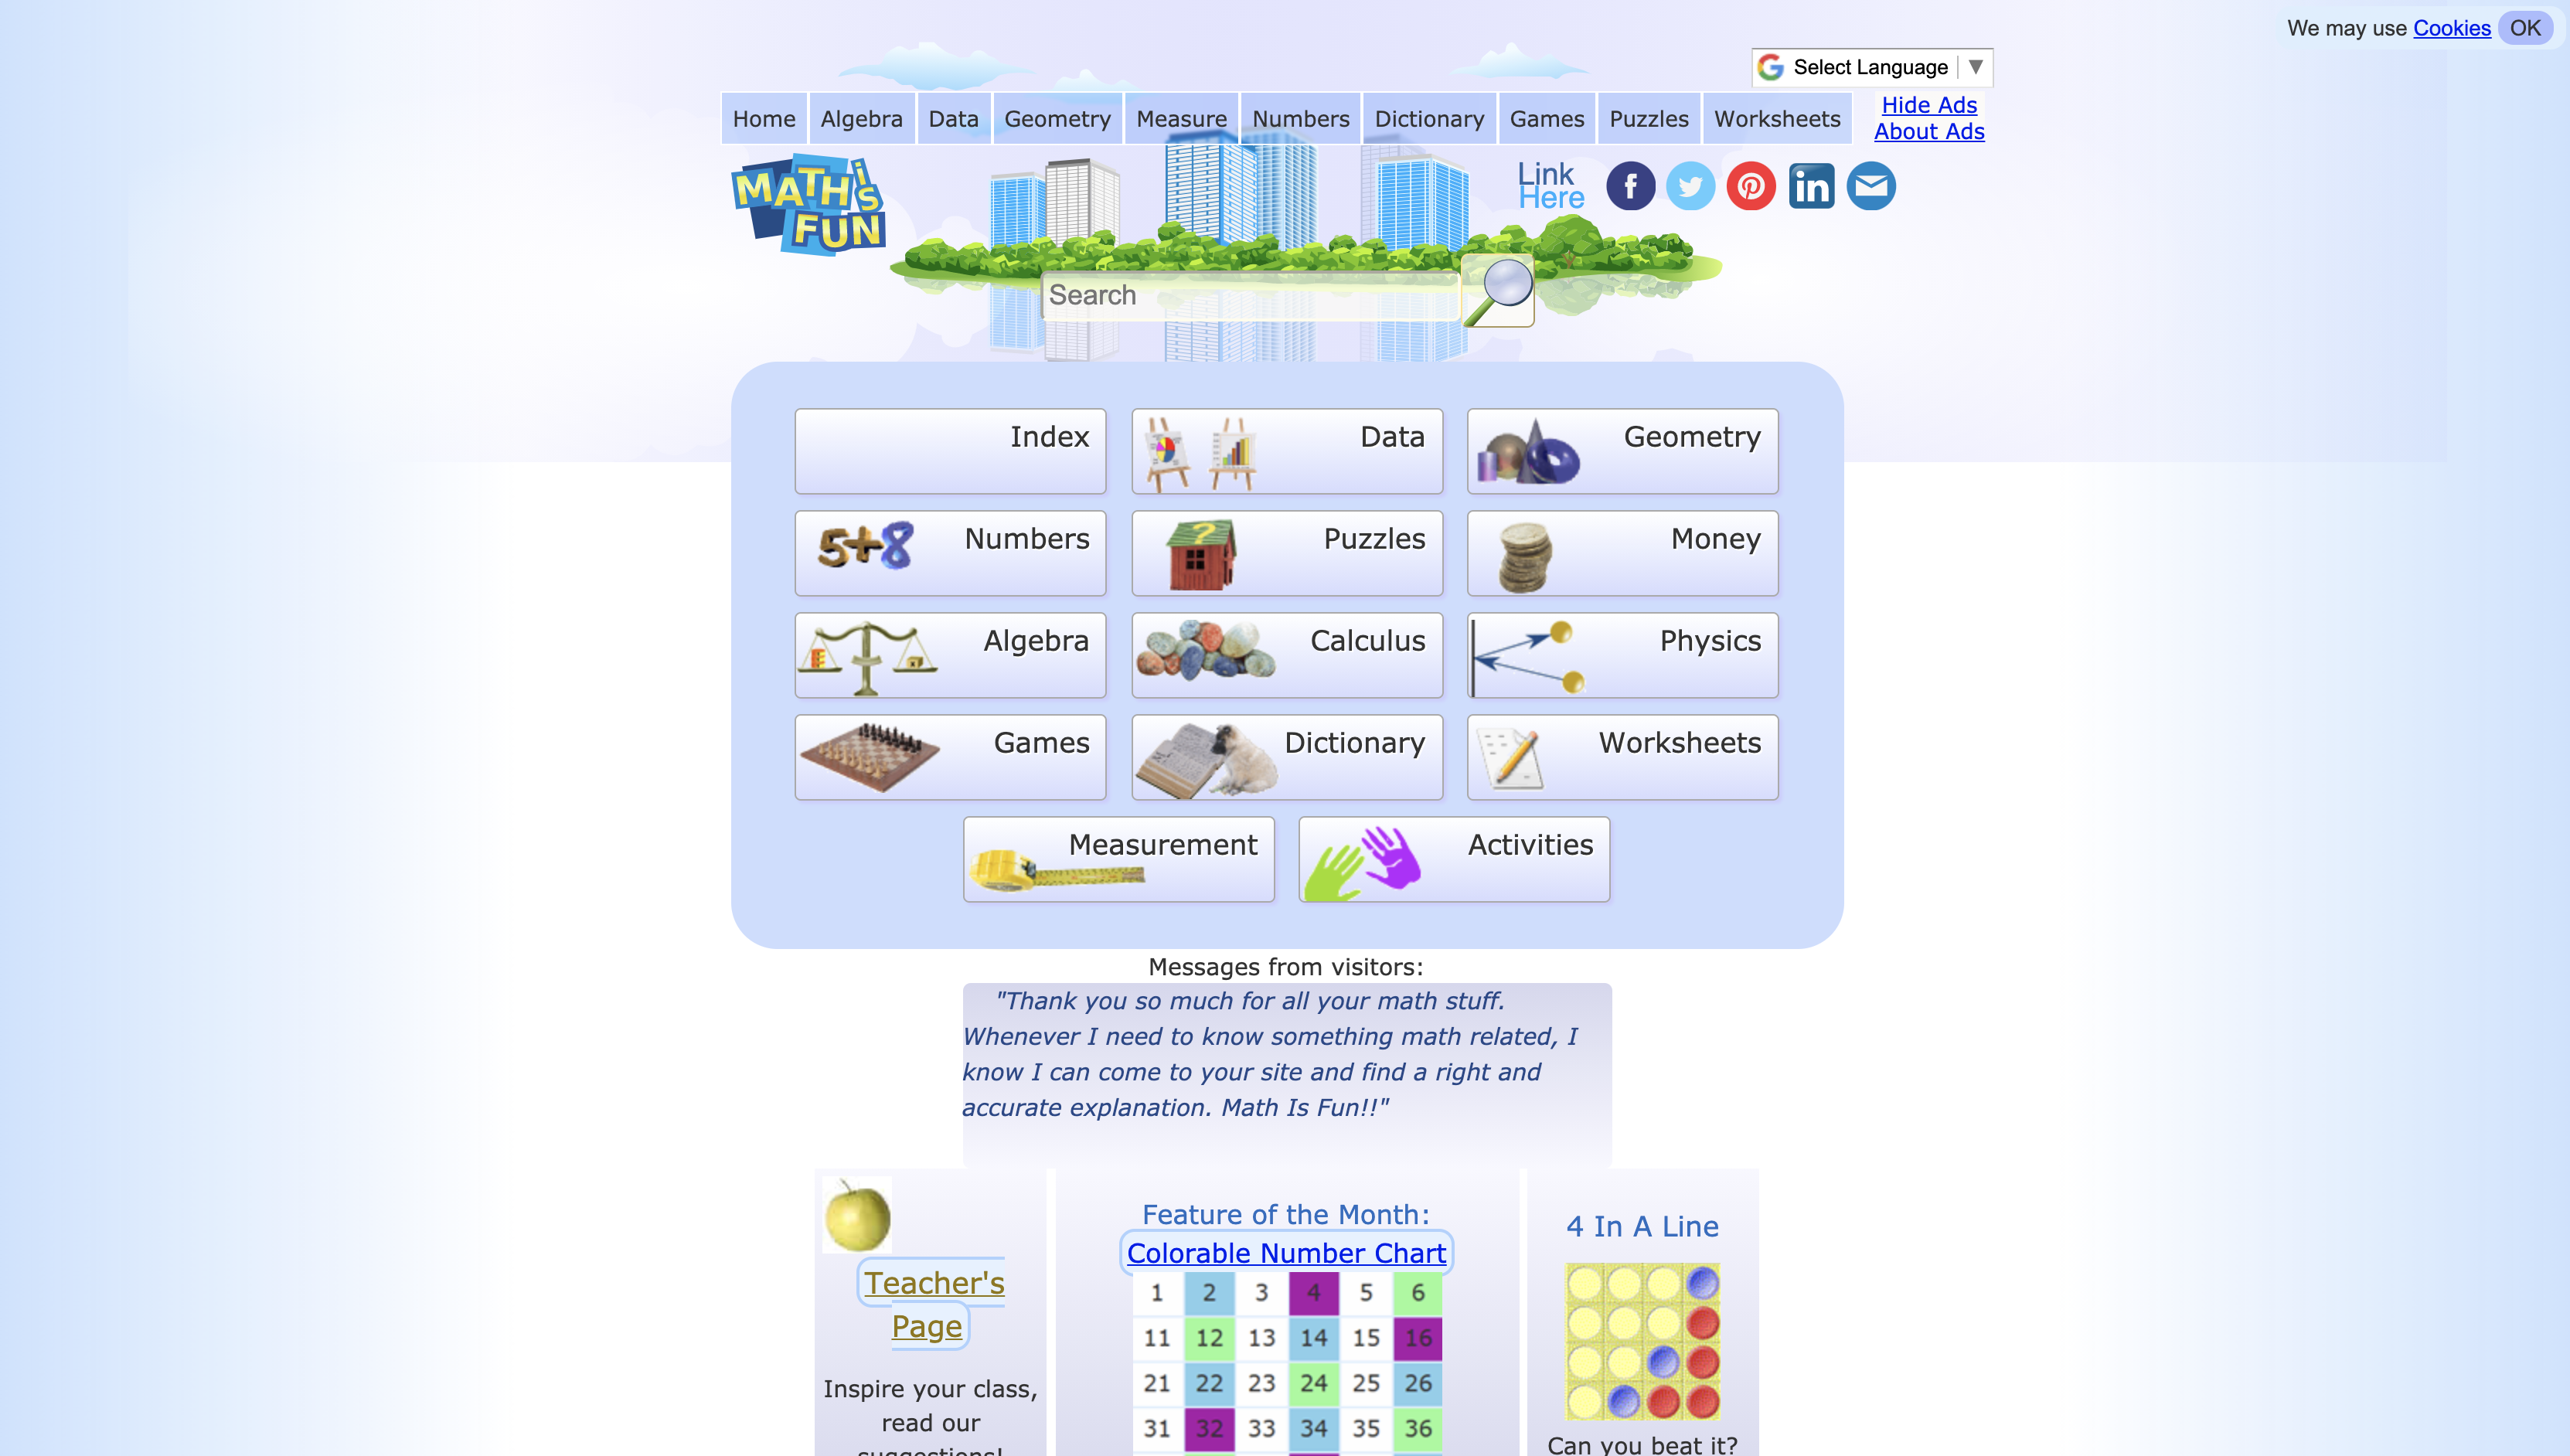 We may use Cookies OK
Select Language ▼
Home Algebra Data Geometry Measure Numbers Dictionary Games Puzzles Worksheets
Hide Ads
About Ads
MATH iS FUN
Link
Here
Search
Index
Data
Geometry
5+8 Numbers
? Puzzles
Money
Algebra
Calculus
Physics
Games
Dictionary
Worksheets
Measurement
Activities
Messages from visitors:
"Thank you so much for all your math stuff.
Whenever I need to know something math related, I
know I can come to your site and find a right and
accurate explanation. Math Is Fun!!"
Teacher's
Page
Inspire your class,
read our
suggestions!
Feature of the Month:
Colorable Number Chart
1 2 3 4 5 6
11 12 13 14 15 16
21 22 23 24 25 26
31 32 33 34 35 36
4 In A Line
Can you beat it?